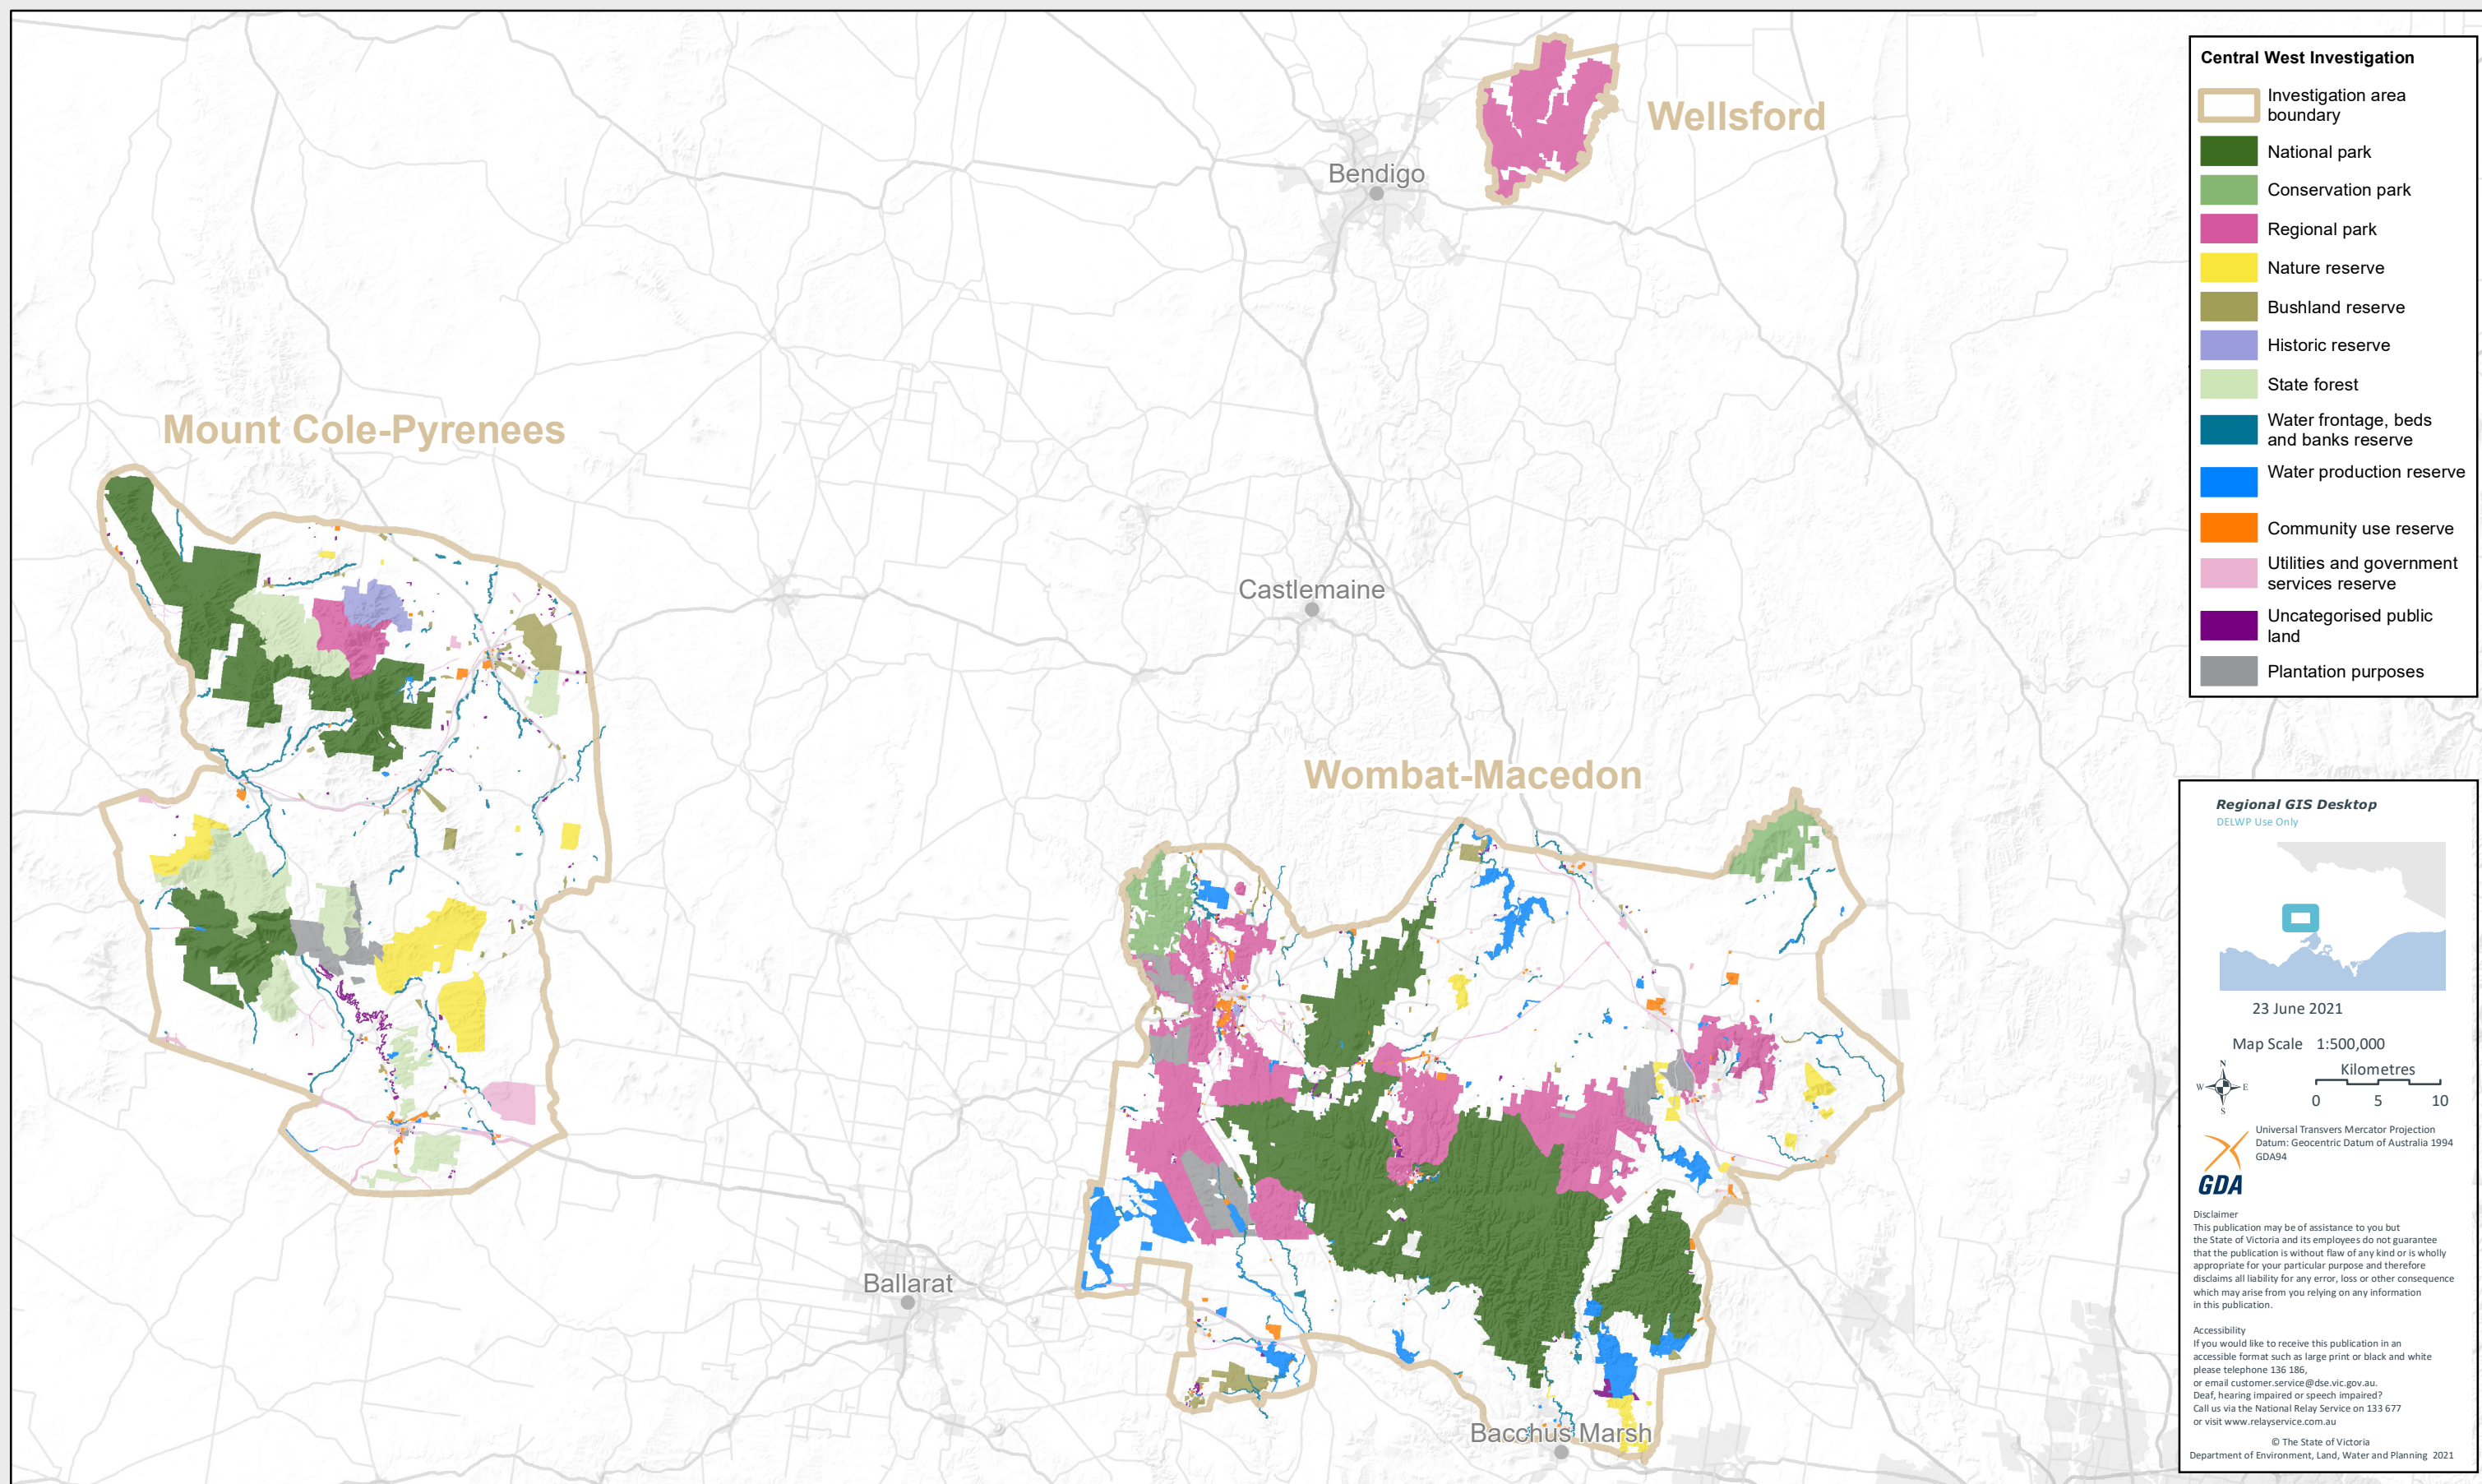 Wellsford
Bendigo
Mount Cole-Pyrenees
Castlemaine
Wombat-Macedon
Ballarat
Bacchus Marsh
Central West Investigation
Investigation area
boundary
National park
Conservation park
Regional park
Nature reserve
Bushland reserve
Historic reserve
State forest
Water frontage, beds
and banks reserve
Water production reserve
Community use reserve
Utilities and government
services reserve
Uncategorised public
land
Plantation purposes
Regional GIS Desktop
DELWP Use Only
23 June 2021
Map Scale 1:500,000
N
W E
S
Kilometres
0 5 10
GDA
Universal Transvers Mercator Projection
Datum: Geocentric Datum of Australia 1994
GDA94
Disclaimer
This publication may be of assistance to you but
the State of Victoria and its employees do not guarantee
that the publication is without flaw of any kind or is wholly
appropriate for your particular purpose and therefore
disclaims all liability for any error, loss or other consequence
which may arise from you relying on any information
in this publication.
Accessibility
If you would like to receive this publication in an
accessible format such as large print or black and white
please telephone 136 186,
or email customer.service@dse.vic.gov.au.
Deaf, hearing impaired or speech impaired?
Call us via the National Relay Service on 133 677
or visit www.relayservice.com.au
© The State of Victoria
Department of Environment, Land, Water and Planning 2021